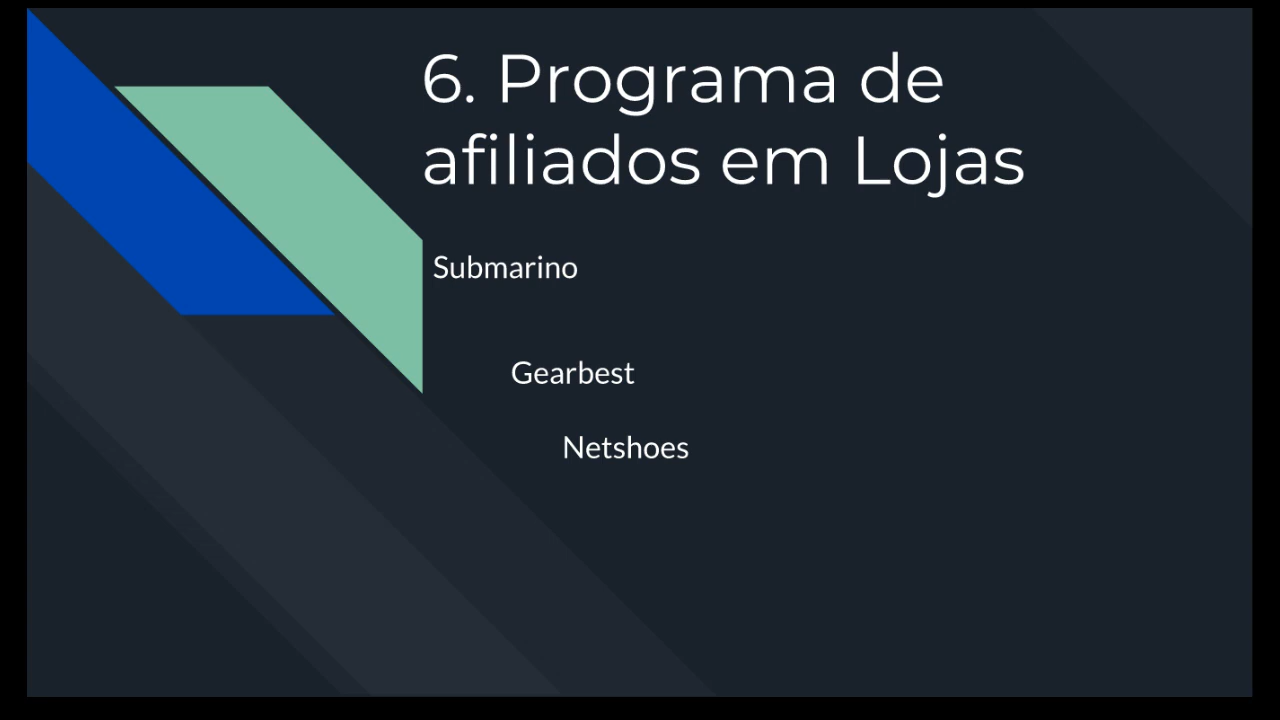 6. Programa de
afiliados em Lojas
Submarino
Gearbest
Netshoes